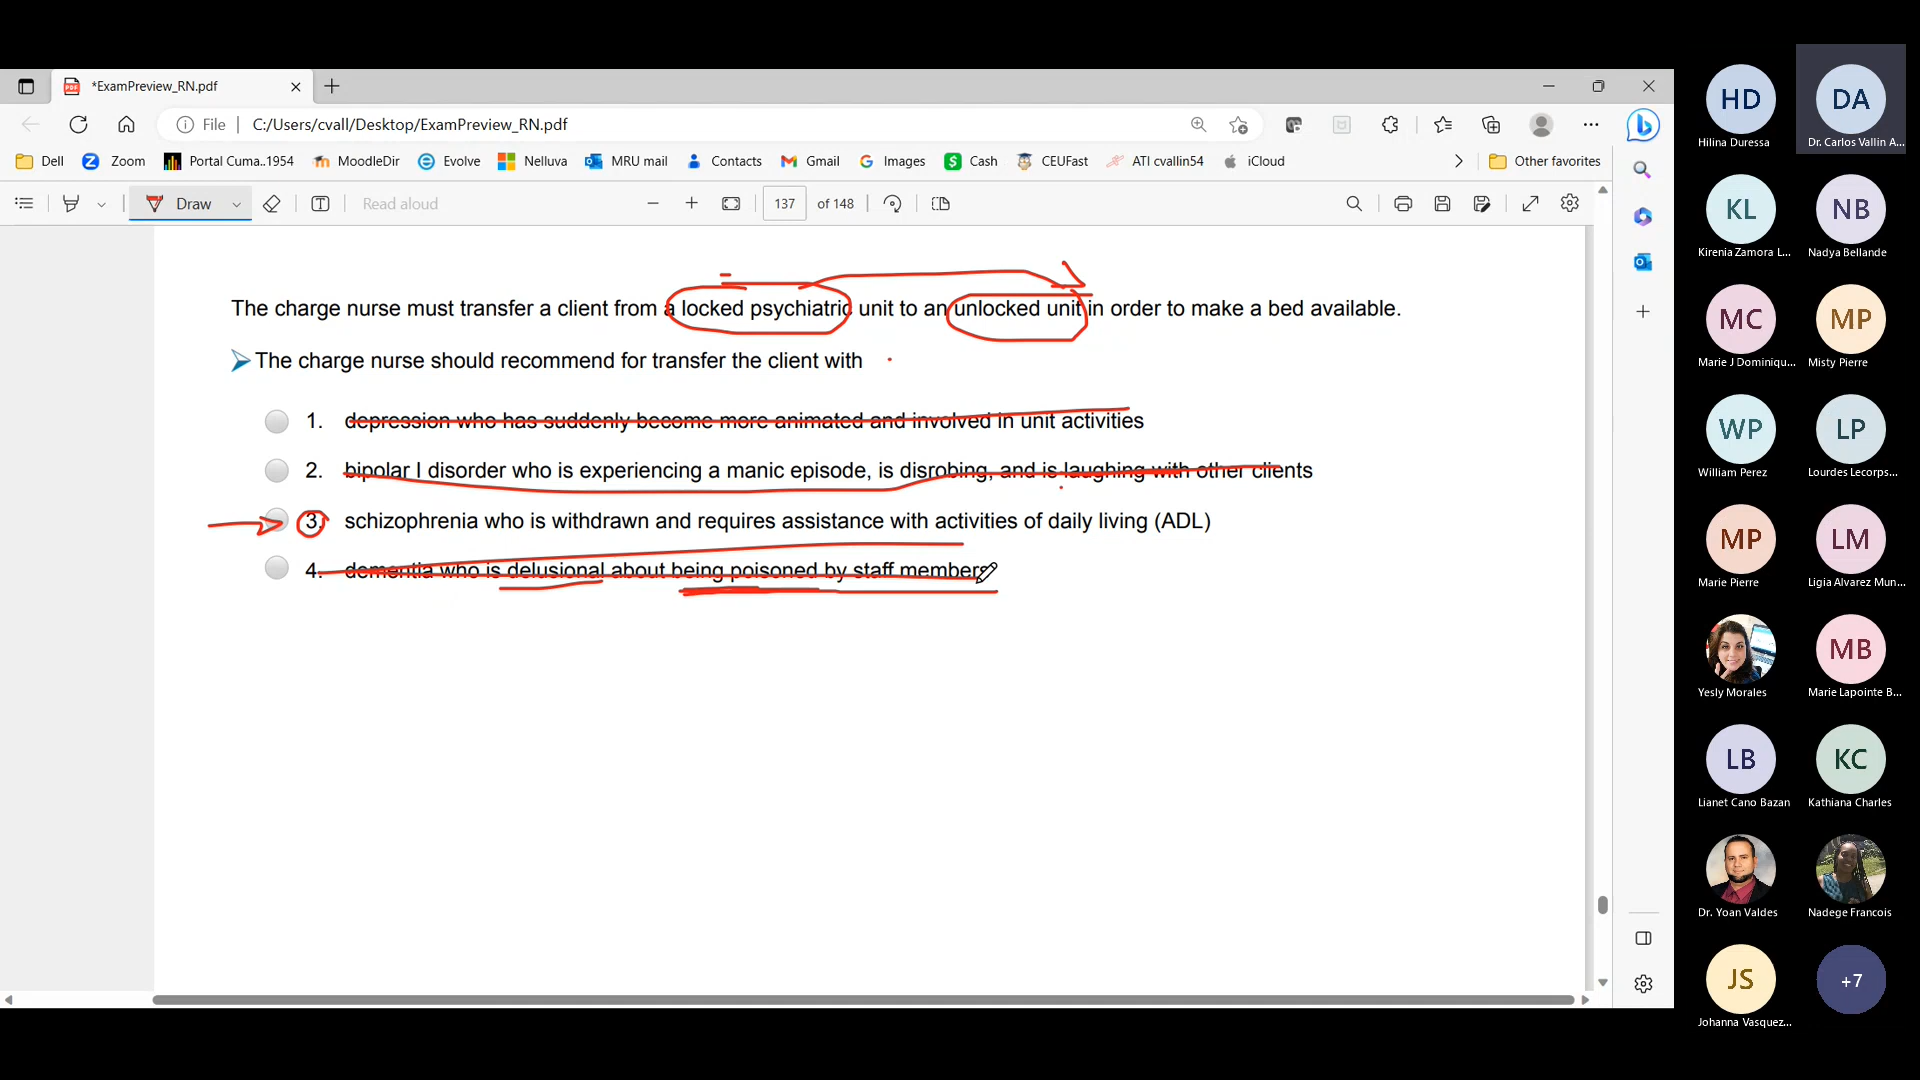 *ExamPreview_RN.pdf
File
C:/Users/cvall/Desktop/ExamPreview_RN.pdf
Dell
Zoom
Portal Cuma..1954
MoodleDir
Evolve
Nelluva
MRU mail
Contacts
Gmail
Images
Cash
CEUFast
ATI cvallin54
iCloud
Other favorites
Draw
Read aloud
137
of 148
The charge nurse must transfer a client from a locked psychiatric unit to an unlocked unit in order to make a bed available.
The charge nurse should recommend for transfer the client with
1. depression who has suddenly become more animated and involved in unit activities
2. bipolar I disorder who is experiencing a manic episode, is disrobing, and is laughing with other clients
3. schizophrenia who is withdrawn and requires assistance with activities of daily living (ADL)
4. dementia who is delusional about being poisoned by staff members
HD
DA
Hilina Duressa
Dr. Carlos Vallin A...
KL
NB
Kirenia Zamora L...
Nadya Bellande
MC
MP
Marie J Dominiqu...
Misty Pierre
WP
LP
William Perez
Lourdes Lecorps...
MP
LM
Marie Pierre
Ligia Alvarez Mun...
MB
Yesly Morales
Marie Lapointe B...
LB
KC
Lianet Cano Bazan
Kathiana Charles
Dr. Yoan Valdes
Nadege Francois
JS
+7
Johanna Vasquez...